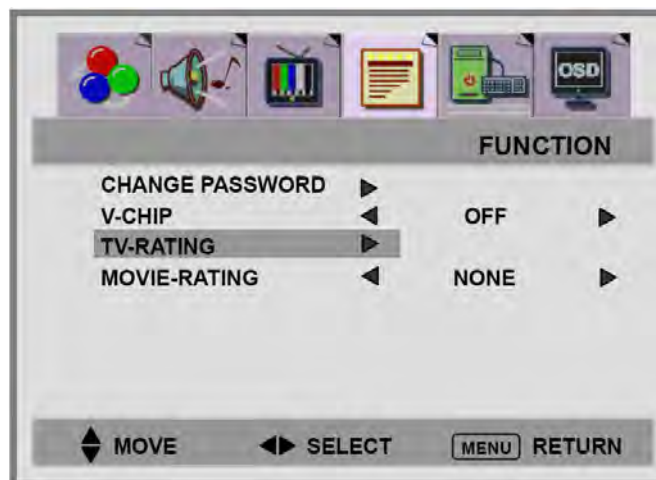 OSD
FUNCTION
CHANGE PASSWORD
V-CHIP OFF
TV-RATING
MOVIE-RATING NONE
MOVE SELECT MENU RETURN